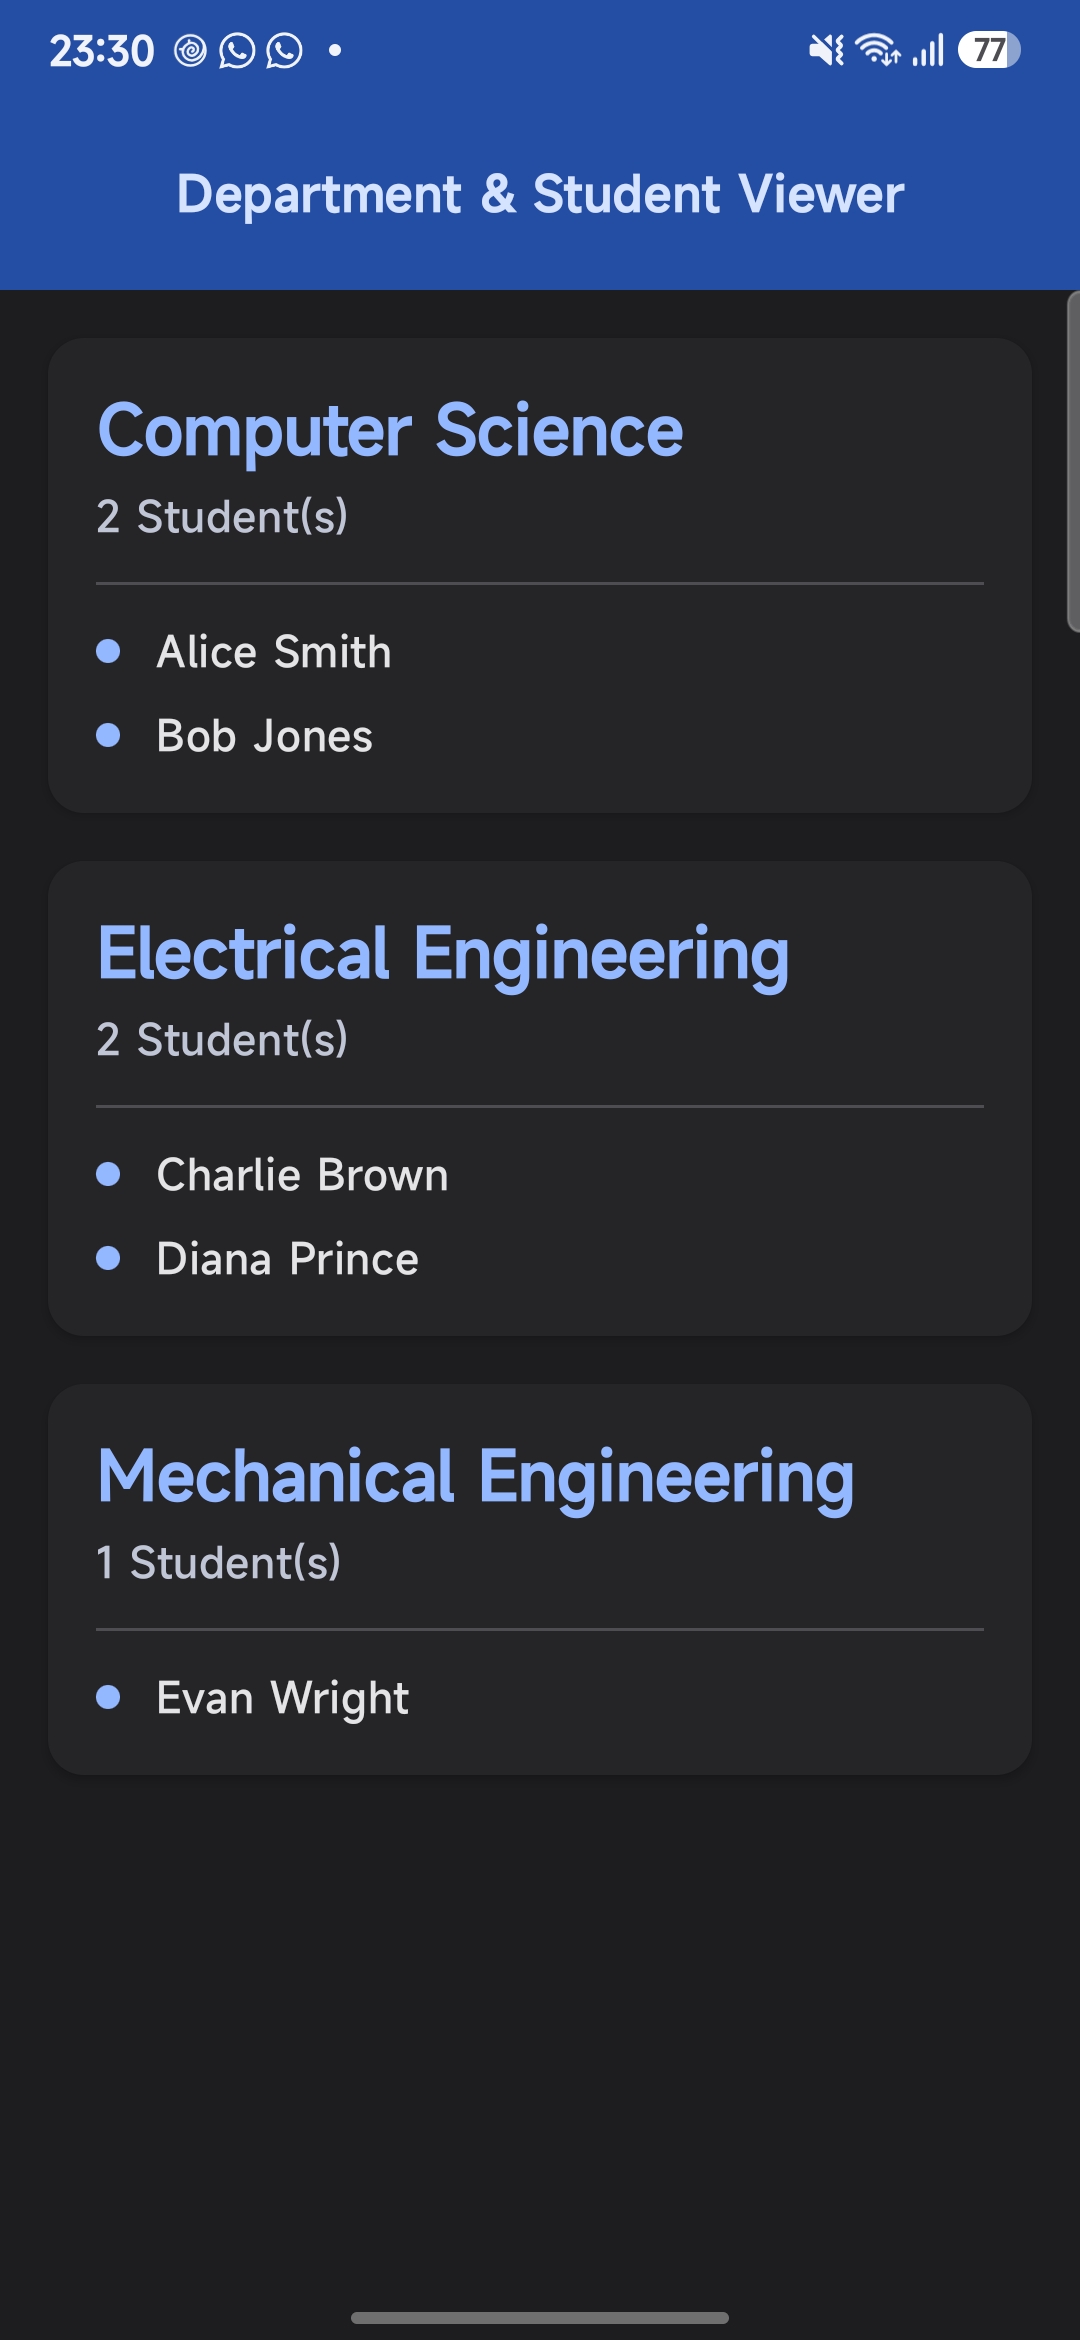 23:30
77
Department & Student Viewer
Computer Science
2 Student(s)
Alice Smith
Bob Jones
Electrical Engineering
2 Student(s)
Charlie Brown
Diana Prince
Mechanical Engineering
1 Student(s)
Evan Wright